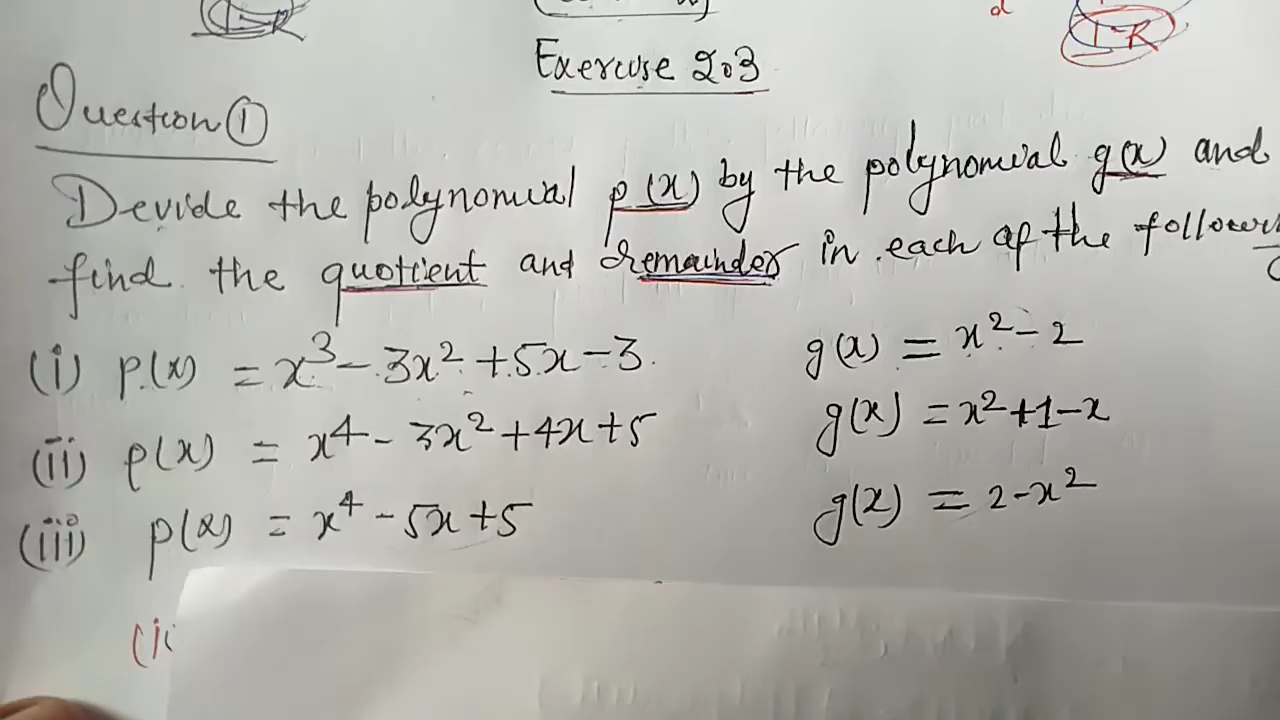 Exercise 2.3
Question ①
Devide the polynomial p(x) by the polynomial g(x) and
find the quotient and remainder in each of the
(i) p(x) = x³ - 3x² + 5x - 3. g(x) = x² - 2
(ii) p(x) = x⁴ - 3x² + 4x + 5 g(x) = x² + 1 - x
(iii) p(x) = x⁴ - 5x + 5 g(x) = 2 - x²